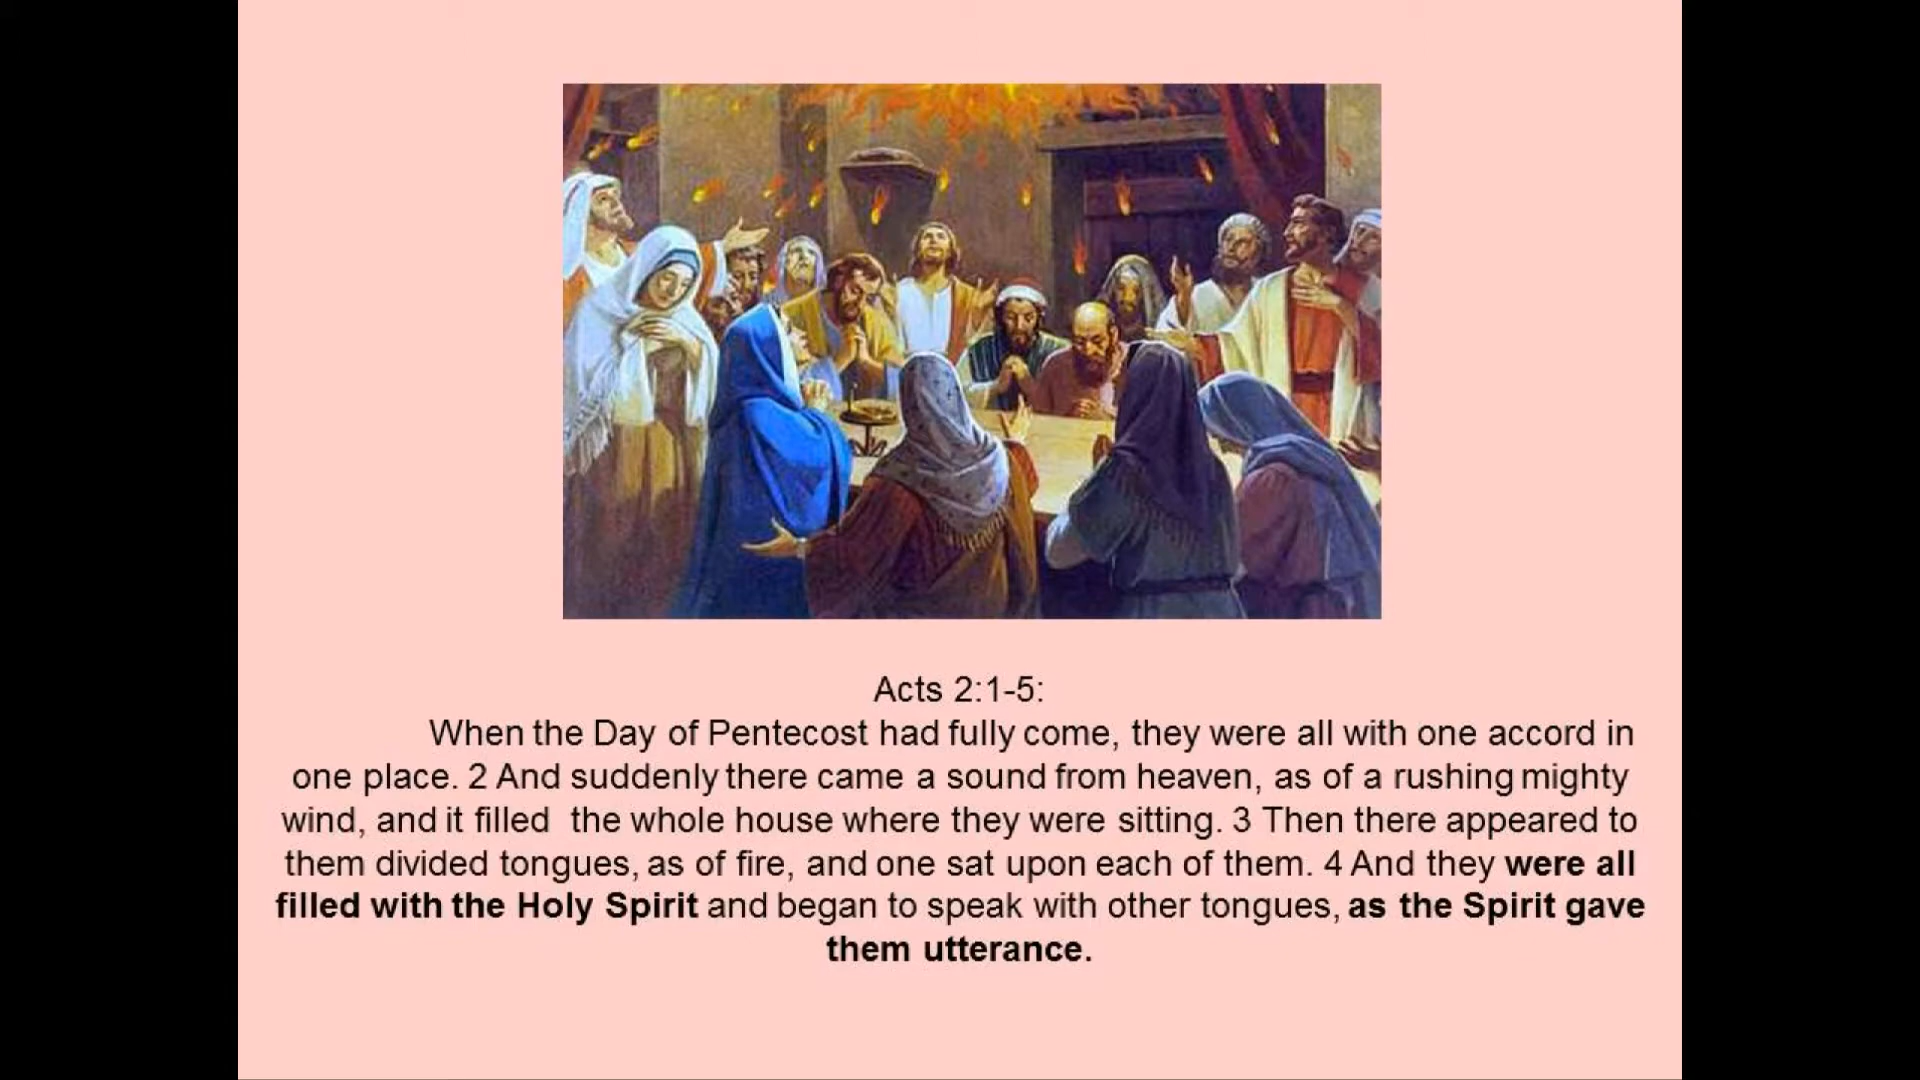 Acts 2:1-5:
When the Day of Pentecost had fully come, they were all with one accord in
one place. 2 And suddenly there came a sound from heaven, as of a rushing mighty
wind, and it filled the whole house where they were sitting. 3 Then there appeared to
them divided tongues, as of fire, and one sat upon each of them. 4 And they were all
filled with the Holy Spirit and began to speak with other tongues, as the Spirit gave
them utterance.